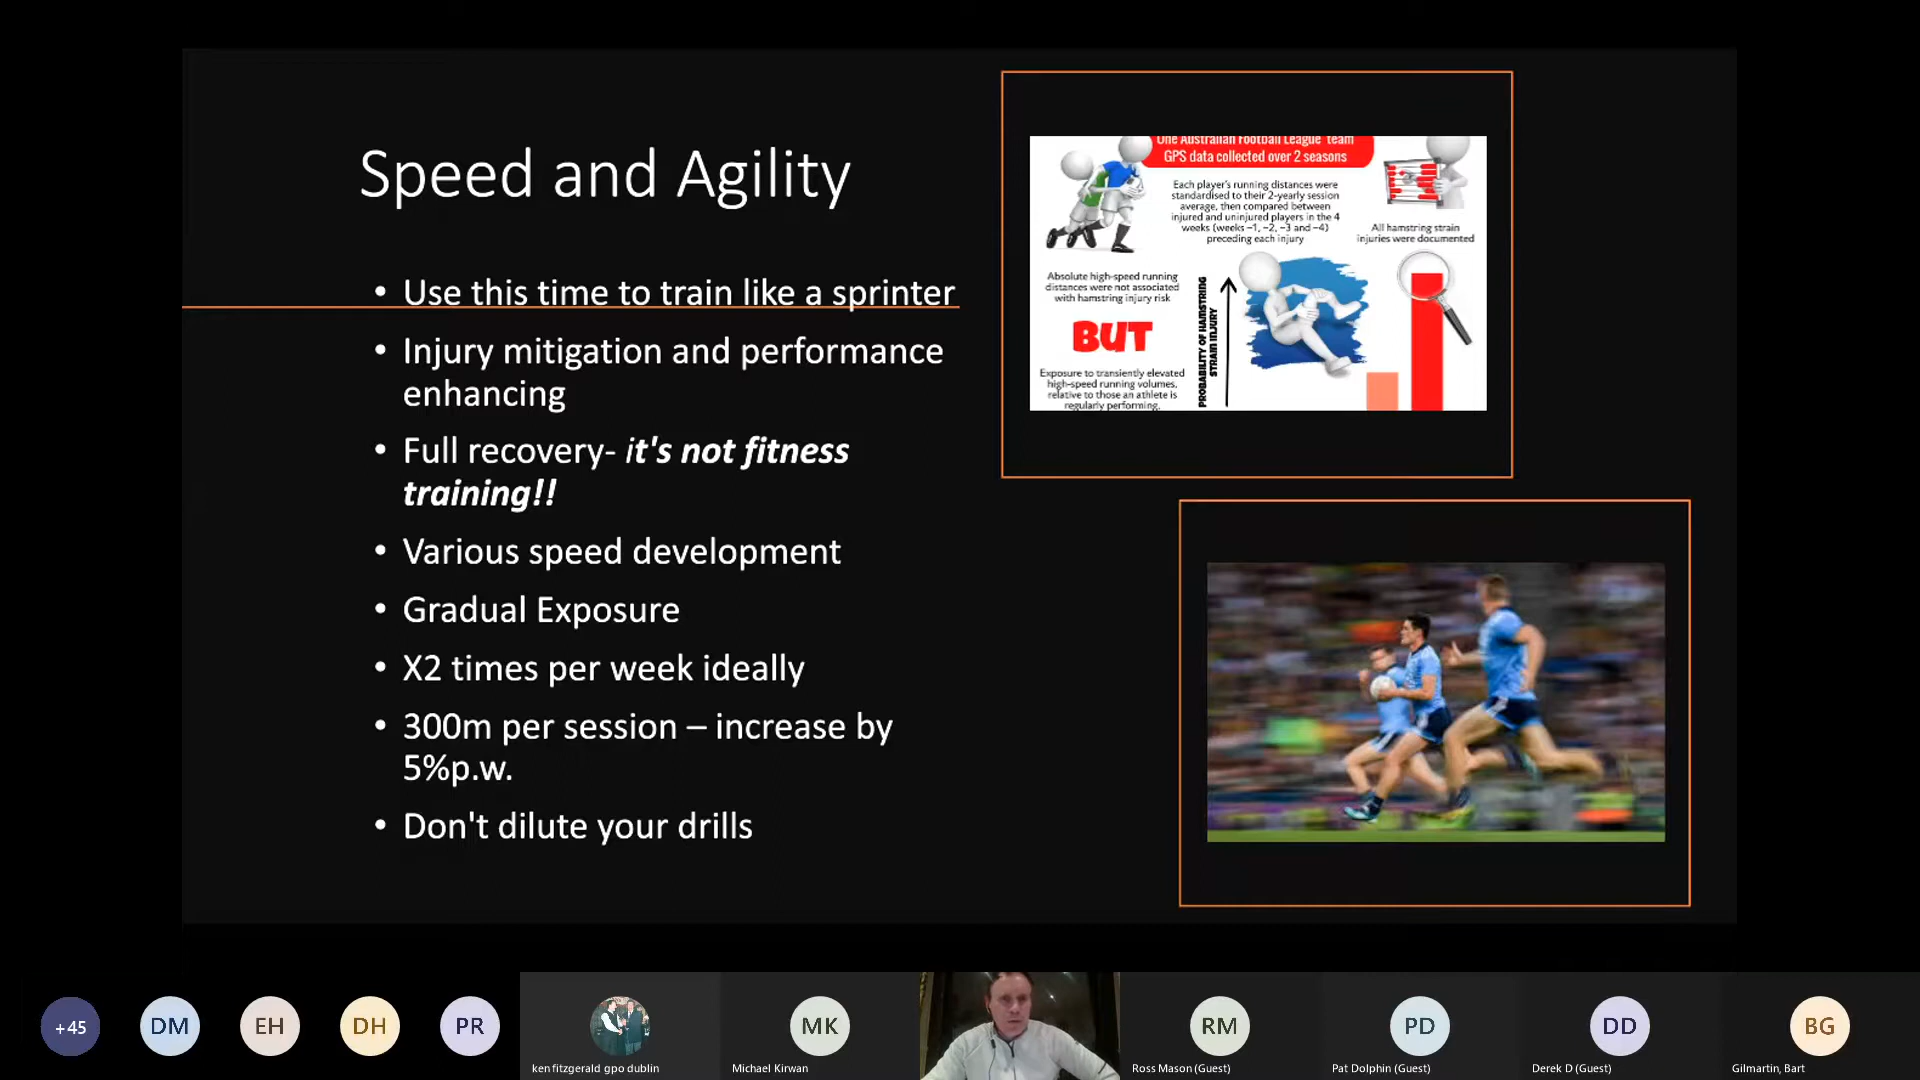 Speed and Agility
• Use this time to train like a sprinter
• Injury mitigation and performance
enhancing
• Full recovery- it's not fitness
training!!
• Various speed development
• Gradual Exposure
• X2 times per week ideally
• 300m per session – increase by
5%p.w.
• Don't dilute your drills
One Australian Football League team
GPS data collected over 2 seasons
Each player's running distances were
standardised to their 2-yearly session
average, then compared between
injured and uninjured players in the 4
weeks (weeks –1, –2, –3 and –4)
preceding each injury
All hamstring strain
injuries were documented
Absolute high-speed running
distances were not associated
with hamstring injury risk
BUT
Exposure to transiently elevated
high-speed running volumes,
relative to those an athlete is
regularly performing,
PROBABILITY OF HAMSTRING
STRAIN INJURY
+45
DM
EH
DH
PR
ken fitzgerald gpo dublin
MK
Michael Kirwan
RM
Ross Mason (Guest)
PD
Pat Dolphin (Guest)
DD
Derek D (Guest)
BG
Gilmartin, Bart